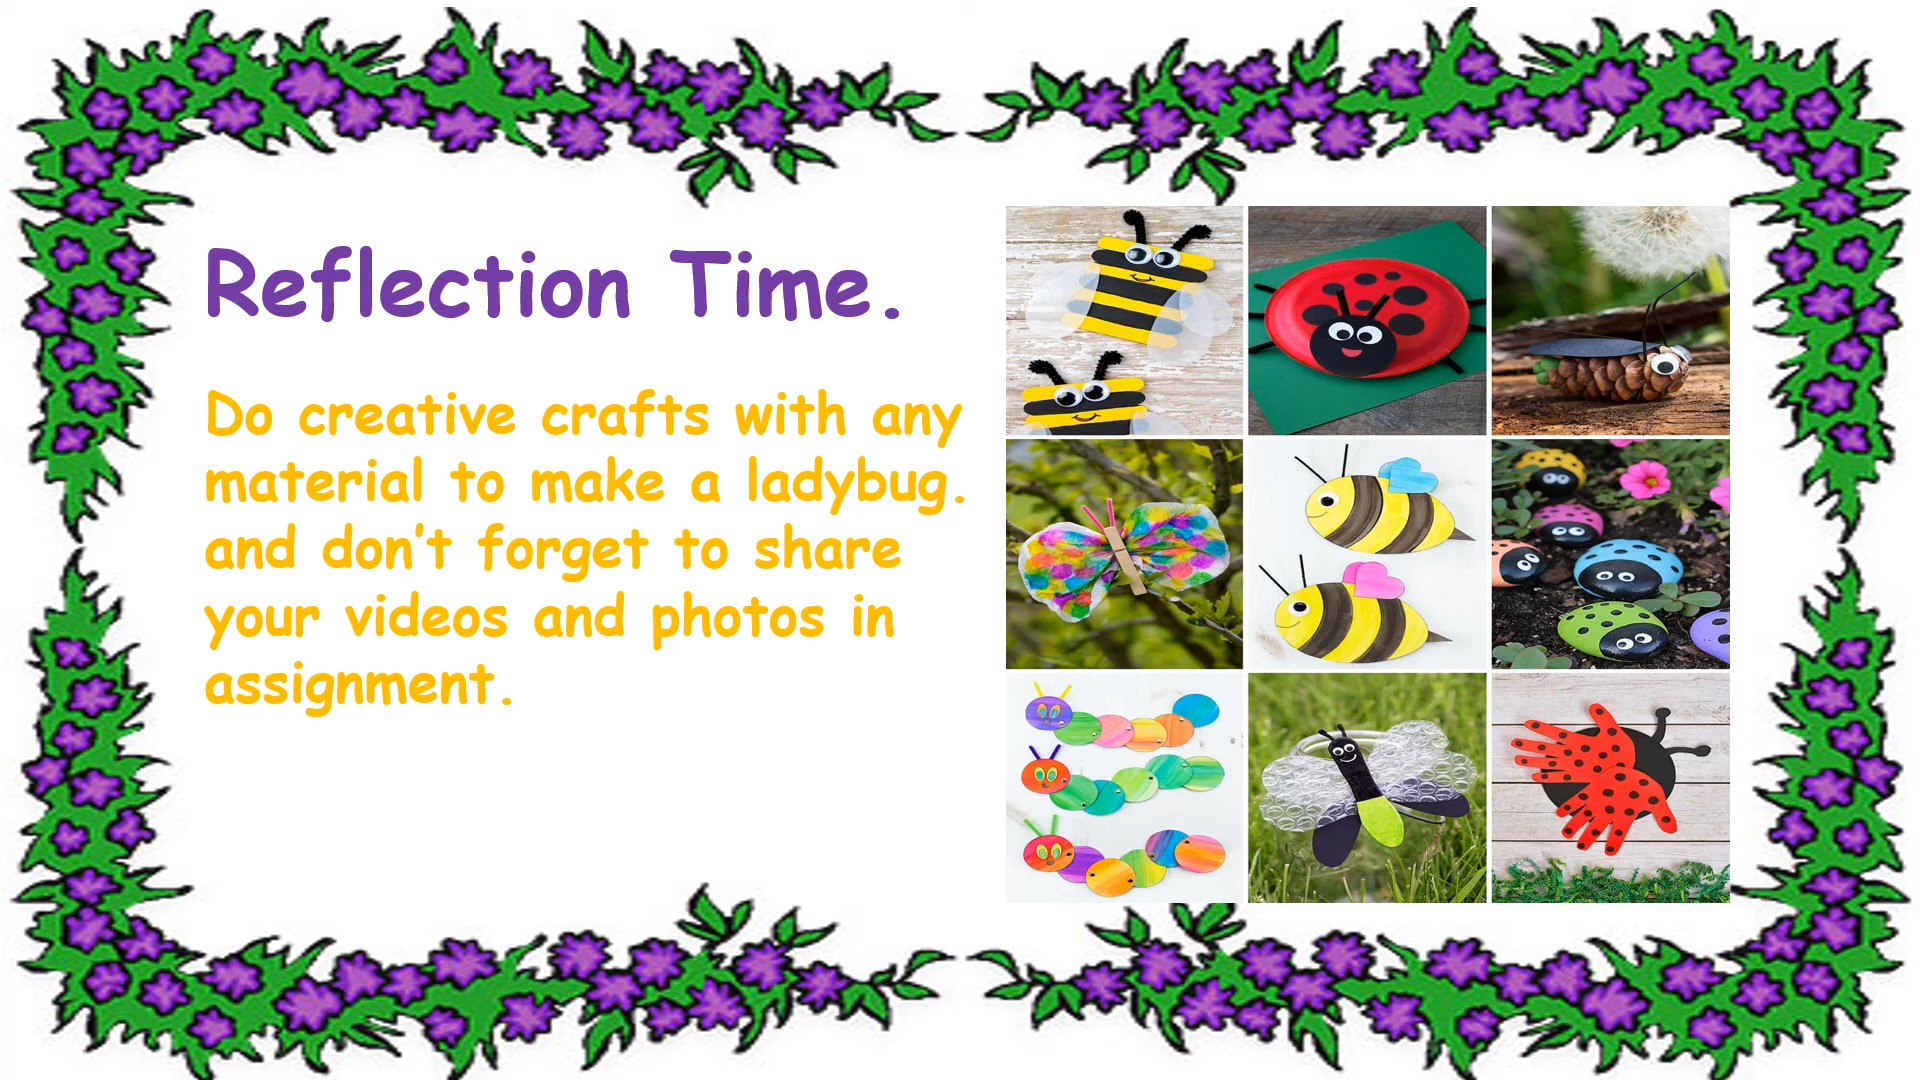 Reflection Time.
Do creative crafts with any
material to make a ladybug.
and don't forget to share
your videos and photos in
assignment.